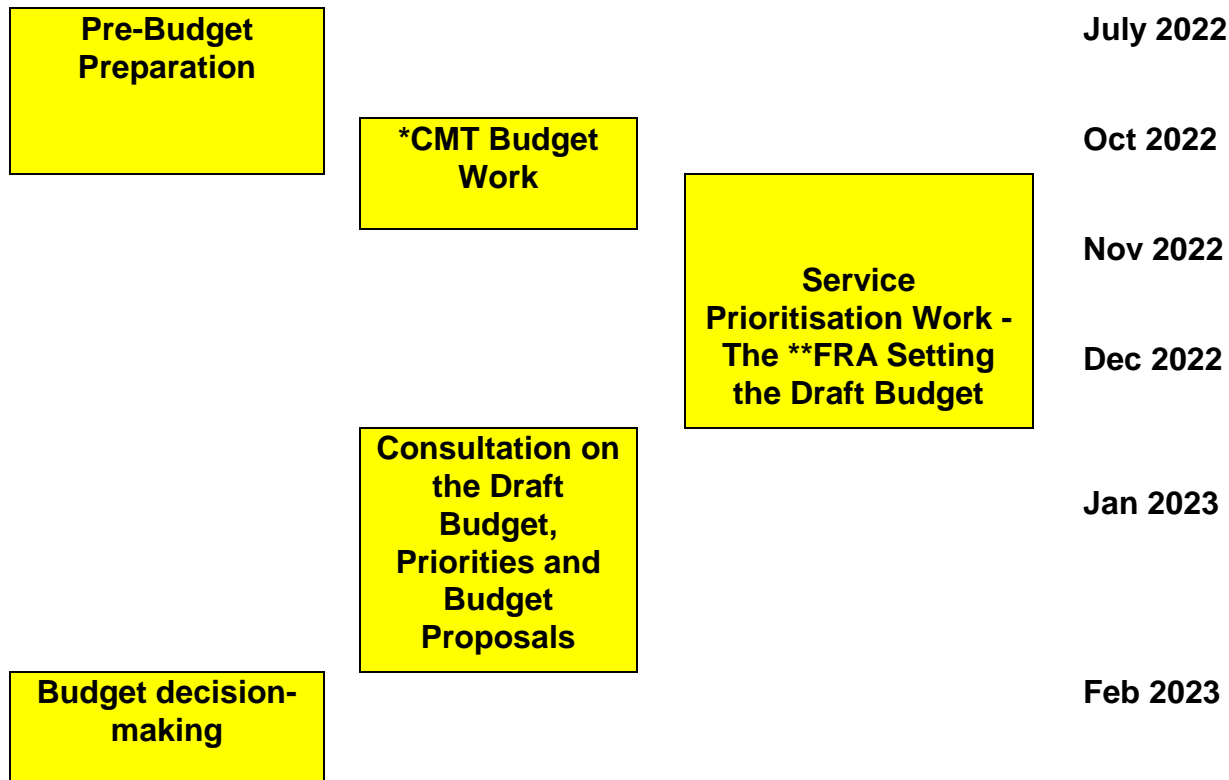 Pre-Budget
Preparation
July 2022
*CMT Budget
Work
Oct 2022
Service
Prioritisation Work -
The **FRA Setting
the Draft Budget
Nov 2022
Dec 2022
Consultation on
the Draft
Budget,
Priorities and
Budget
Proposals
Jan 2023
Budget decision-
making
Feb 2023